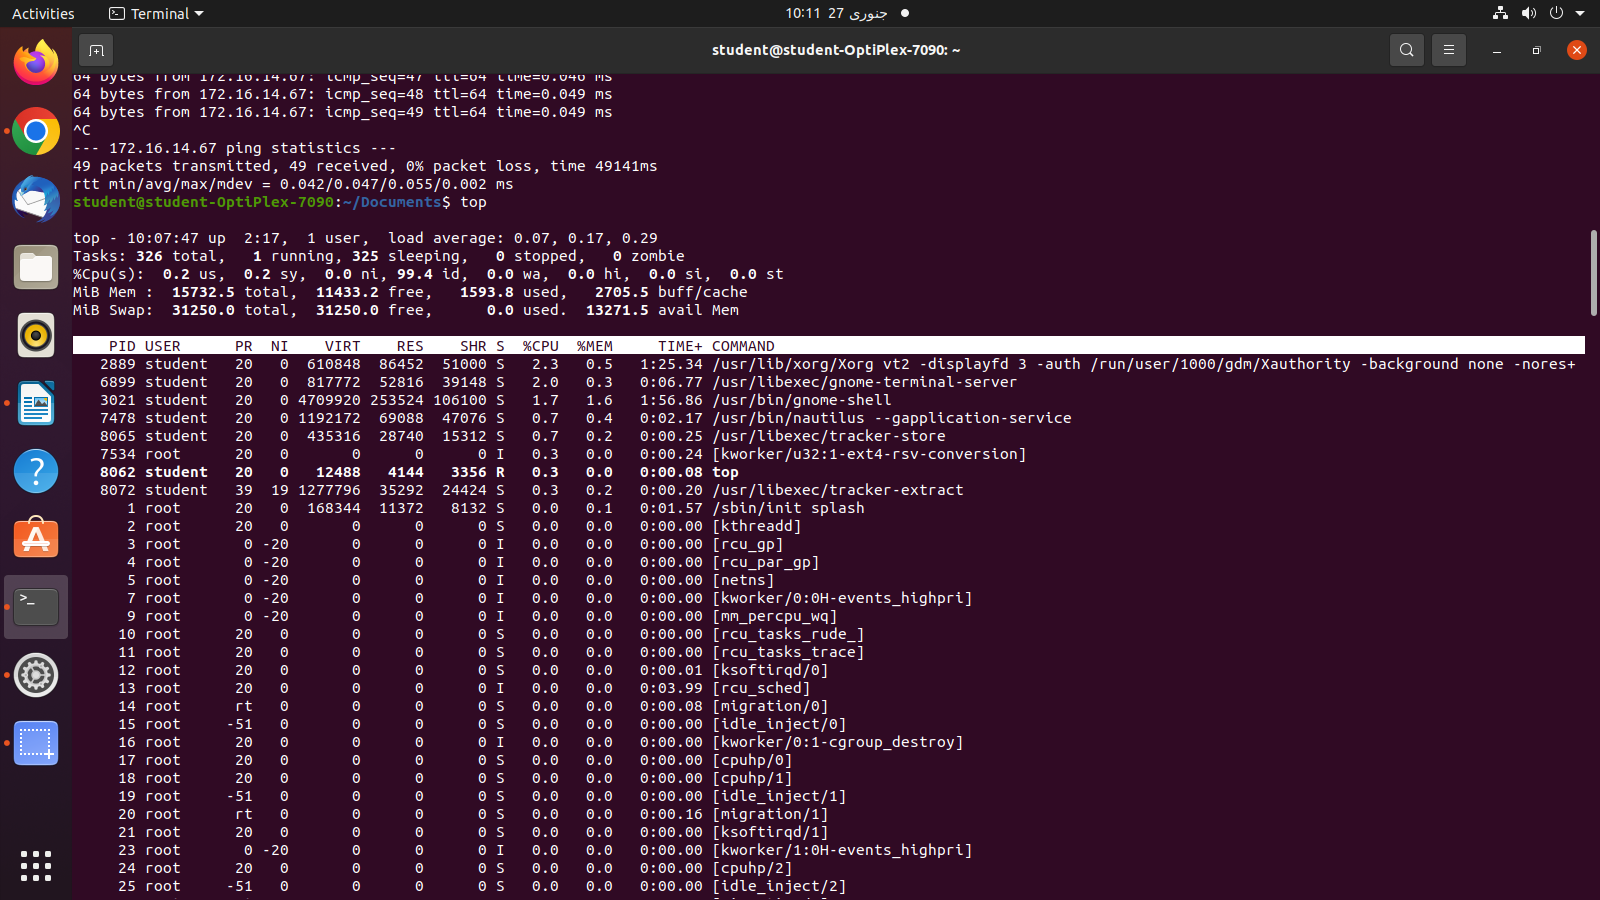 Activities
Terminal
10:11 27 جنوری
student@student-OptiPlex-7090: ~
64 bytes from 172.16.14.67: icmp_seq=47 ttl=64 time=0.046 ms
64 bytes from 172.16.14.67: icmp_seq=48 ttl=64 time=0.049 ms
64 bytes from 172.16.14.67: icmp_seq=49 ttl=64 time=0.049 ms
^C
--- 172.16.14.67 ping statistics ---
49 packets transmitted, 49 received, 0% packet loss, time 49141ms
rtt min/avg/max/mdev = 0.042/0.047/0.055/0.002 ms
student@student-OptiPlex-7090:~/Documents$ top
top - 10:07:47 up  2:17,  1 user,  load average: 0.07, 0.17, 0.29
Tasks: 326 total,   1 running, 325 sleeping,   0 stopped,   0 zombie
%Cpu(s):  0.2 us,  0.2 sy,  0.0 ni, 99.4 id,  0.0 wa,  0.0 hi,  0.0 si,  0.0 st
MiB Mem :  15732.5 total,  11433.2 free,   1593.8 used,   2705.5 buff/cache
MiB Swap:  31250.0 total,  31250.0 free,      0.0 used.  13271.5 avail Mem
PID USER      PR  NI    VIRT    RES    SHR S  %CPU  %MEM     TIME+ COMMAND
2889 student   20   0  610848  86452  51000 S   2.3   0.5   1:25.34 /usr/lib/xorg/Xorg vt2 -displayfd 3 -auth /run/user/1000/gdm/Xauthority -background none -nores+
6899 student   20   0  817772  52816  39148 S   2.0   0.3   0:06.77 /usr/libexec/gnome-terminal-server
3021 student   20   0 4709920 253524 106100 S   1.7   1.6   1:56.86 /usr/bin/gnome-shell
7478 student   20   0 1192172  69088  47076 S   0.7   0.4   0:02.17 /usr/bin/nautilus --gapplication-service
8065 student   20   0  435316  28740  15312 S   0.7   0.2   0:00.25 /usr/libexec/tracker-store
7534 root      20   0       0      0      0 I   0.3   0.0   0:00.24 [kworker/u32:1-ext4-rsv-conversion]
8062 student   20   0   12488   4144   3356 R   0.3   0.0   0:00.08 top
8072 student   39  19 1277796  35292  24424 S   0.3   0.2   0:00.20 /usr/libexec/tracker-extract
1 root      20   0  168344  11372   8132 S   0.0   0.1   0:01.57 /sbin/init splash
2 root      20   0       0      0      0 S   0.0   0.0   0:00.00 [kthreadd]
3 root       0 -20       0      0      0 I   0.0   0.0   0:00.00 [rcu_gp]
4 root       0 -20       0      0      0 I   0.0   0.0   0:00.00 [rcu_par_gp]
5 root       0 -20       0      0      0 I   0.0   0.0   0:00.00 [netns]
7 root       0 -20       0      0      0 I   0.0   0.0   0:00.00 [kworker/0:0H-events_highpri]
9 root       0 -20       0      0      0 I   0.0   0.0   0:00.00 [mm_percpu_wq]
10 root      20   0       0      0      0 S   0.0   0.0   0:00.00 [rcu_tasks_rude_]
11 root      20   0       0      0      0 S   0.0   0.0   0:00.00 [rcu_tasks_trace]
12 root      20   0       0      0      0 S   0.0   0.0   0:00.01 [ksoftirqd/0]
13 root      20   0       0      0      0 I   0.0   0.0   0:03.99 [rcu_sched]
14 root      rt   0       0      0      0 S   0.0   0.0   0:00.08 [migration/0]
15 root     -51   0       0      0      0 S   0.0   0.0   0:00.00 [idle_inject/0]
16 root      20   0       0      0      0 I   0.0   0.0   0:00.00 [kworker/0:1-cgroup_destroy]
17 root      20   0       0      0      0 S   0.0   0.0   0:00.00 [cpuhp/0]
18 root      20   0       0      0      0 S   0.0   0.0   0:00.00 [cpuhp/1]
19 root     -51   0       0      0      0 S   0.0   0.0   0:00.00 [idle_inject/1]
20 root      rt   0       0      0      0 S   0.0   0.0   0:00.16 [migration/1]
21 root      20   0       0      0      0 S   0.0   0.0   0:00.00 [ksoftirqd/1]
23 root       0 -20       0      0      0 I   0.0   0.0   0:00.00 [kworker/1:0H-events_highpri]
24 root      20   0       0      0      0 S   0.0   0.0   0:00.00 [cpuhp/2]
25 root     -51   0       0      0      0 S   0.0   0.0   0:00.00 [idle_inject/2]